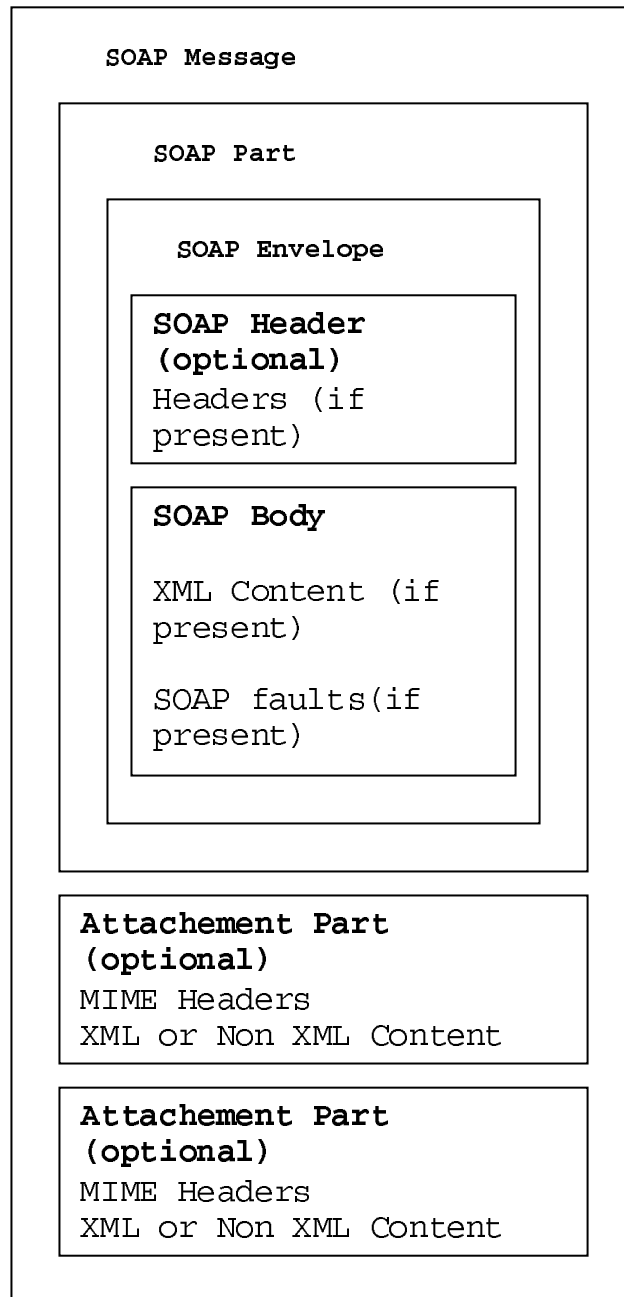 SOAP Message
SOAP Part
SOAP Envelope
SOAP Header
(optional)
Headers (if
present)
SOAP Body
XML Content (if
present)
SOAP faults(if
present)
Attachement Part
(optional)
MIME Headers
XML or Non XML Content
Attachement Part
(optional)
MIME Headers
XML or Non XML Content